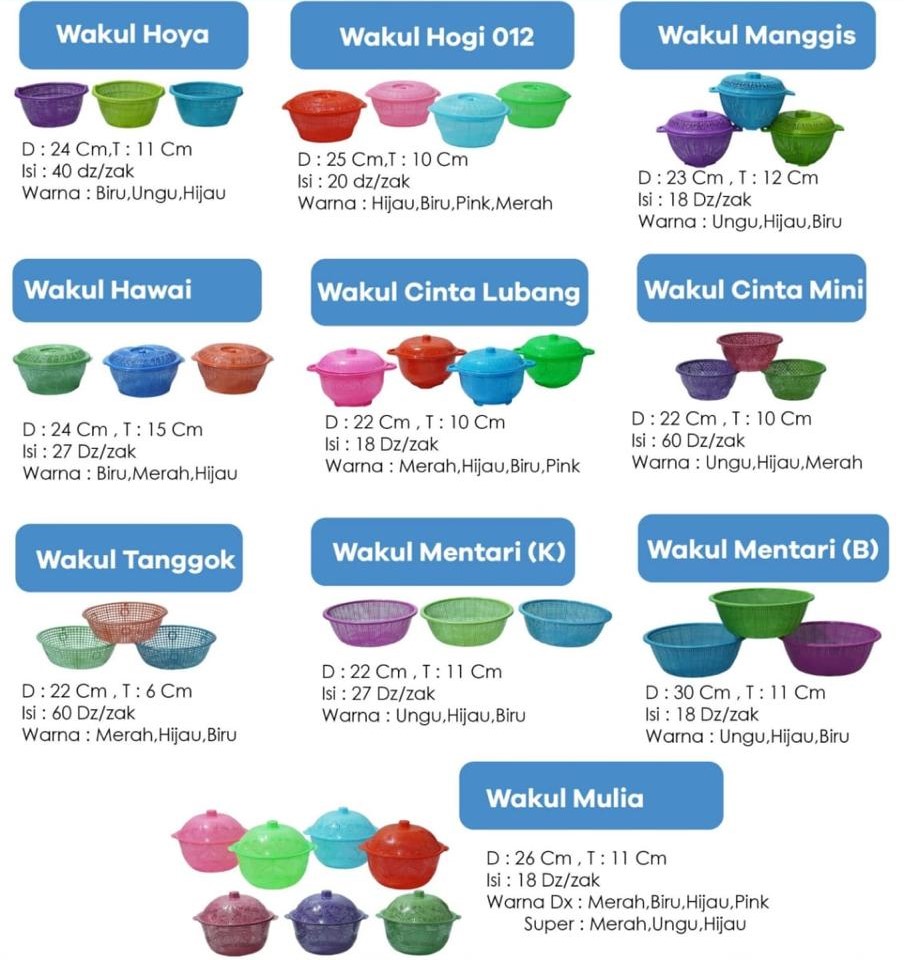 Wakul Hoya
D : 24 Cm,T : 11 Cm
Isi : 40 dz/zak
Warna : Biru,Ungu,Hijau
Wakul Hogi 012
D : 25 Cm,T : 10 Cm
Isi : 20 dz/zak
Warna : Hijau,Biru,Pink,Merah
Wakul Manggis
D : 23 Cm , T : 12 Cm
Isi : 18 Dz/zak
Warna : Ungu,Hijau,Biru
Wakul Hawai
D : 24 Cm , T : 15 Cm
Isi : 27 Dz/zak
Warna : Biru,Merah,Hijau
Wakul Cinta Lubang
D : 22 Cm , T : 10 Cm
Isi : 18 Dz/zak
Warna : Merah,Hijau,Biru,Pink
Wakul Cinta Mini
D : 22 Cm , T : 10 Cm
Isi : 60 Dz/zak
Warna : Ungu,Hijau,Merah
Wakul Tanggok
D : 22 Cm , T : 6 Cm
Isi : 60 Dz/zak
Warna : Merah,Hijau,Biru
Wakul Mentari (K)
D : 22 Cm , T : 11 Cm
Isi : 27 Dz/zak
Warna : Ungu,Hijau,Biru
Wakul Mentari (B)
D : 30 Cm , T : 11 Cm
Isi : 18 Dz/zak
Warna : Ungu,Hijau,Biru
Wakul Mulia
D : 26 Cm , T : 11 Cm
Isi : 18 Dz/zak
Warna Dx : Merah,Biru,Hijau,Pink
Super : Merah,Ungu,Hijau